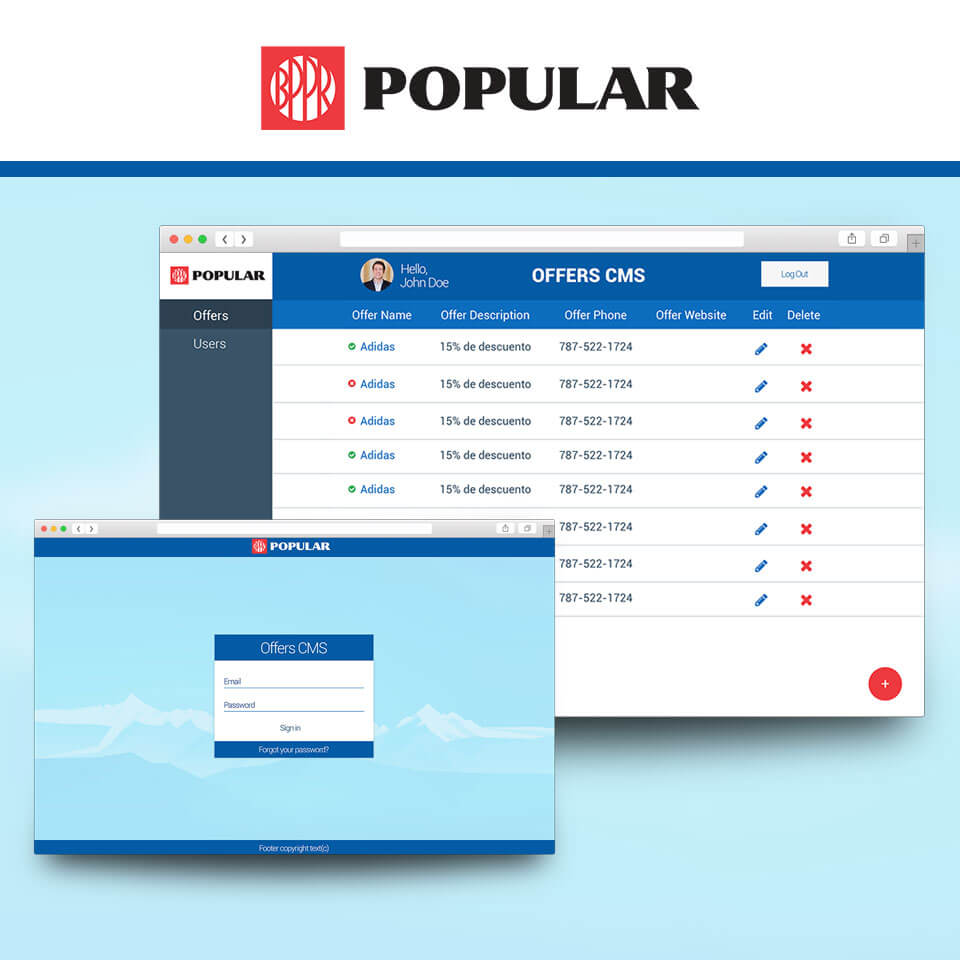 BPPR POPULAR
POPULAR
Hello,
John Doe
OFFERS CMS
Log Out
Offers
Users
Offer Name Offer Description Offer Phone Offer Website Edit Delete
Adidas 15% de descuento 787-522-1724
Adidas 15% de descuento 787-522-1724
Adidas 15% de descuento 787-522-1724
Adidas 15% de descuento 787-522-1724
Adidas 15% de descuento 787-522-1724
787-522-1724
787-522-1724
787-522-1724
+
POPULAR
Offers CMS
Email
Password
Sign in
Forgot your password?
Footer copyright text(c)